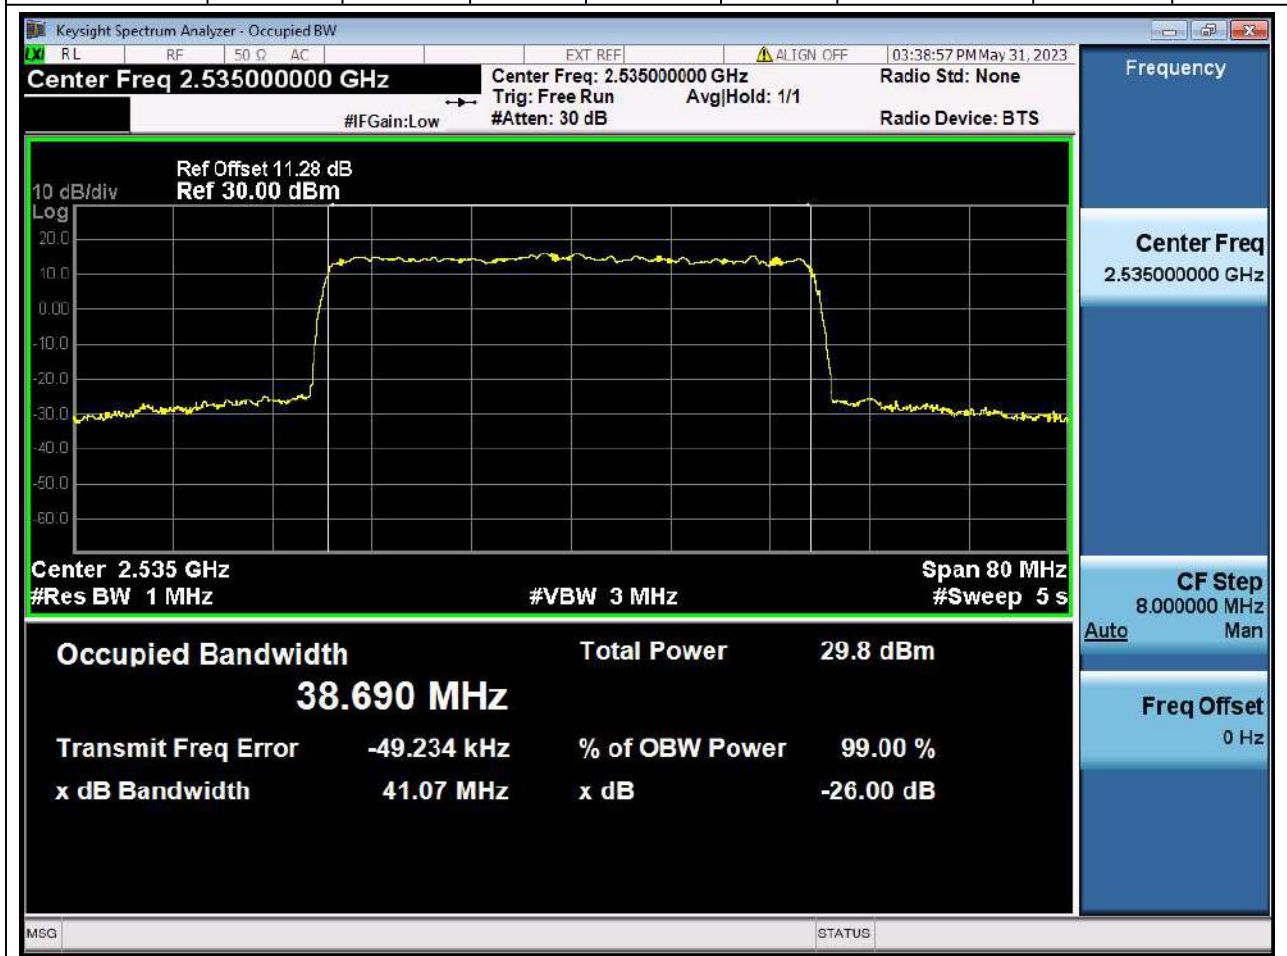 Keysight Spectrum Analyzer - Occupied BW
LXI RL RF 50 Ω AC EXT REF ALIGN OFF 03:38:57 PM May 31, 2023
Center Freq 2.535000000 GHz
Center Freq: 2.535000000 GHz
Radio Std: None
Trig: Free Run Avg|Hold: 1/1
#IFGain:Low
#Atten: 30 dB
Radio Device: BTS
Ref Offset 11.28 dB
10 dB/div Ref 30.00 dBm
Log
20.0
10.0
0.00
-10.0
-20.0
-30.0
-40.0
-50.0
-60.0
Center 2.535 GHz
Span 80 MHz
#Res BW 1 MHz
#VBW 3 MHz
#Sweep 5 s
Occupied Bandwidth
Total Power 29.8 dBm
38.690 MHz
Transmit Freq Error -49.234 kHz
% of OBW Power 99.00 %
x dB Bandwidth 41.07 MHz
x dB -26.00 dB
MSG
STATUS
Frequency
Center Freq
2.535000000 GHz
CF Step
8.000000 MHz
Auto Man
Freq Offset
0 Hz